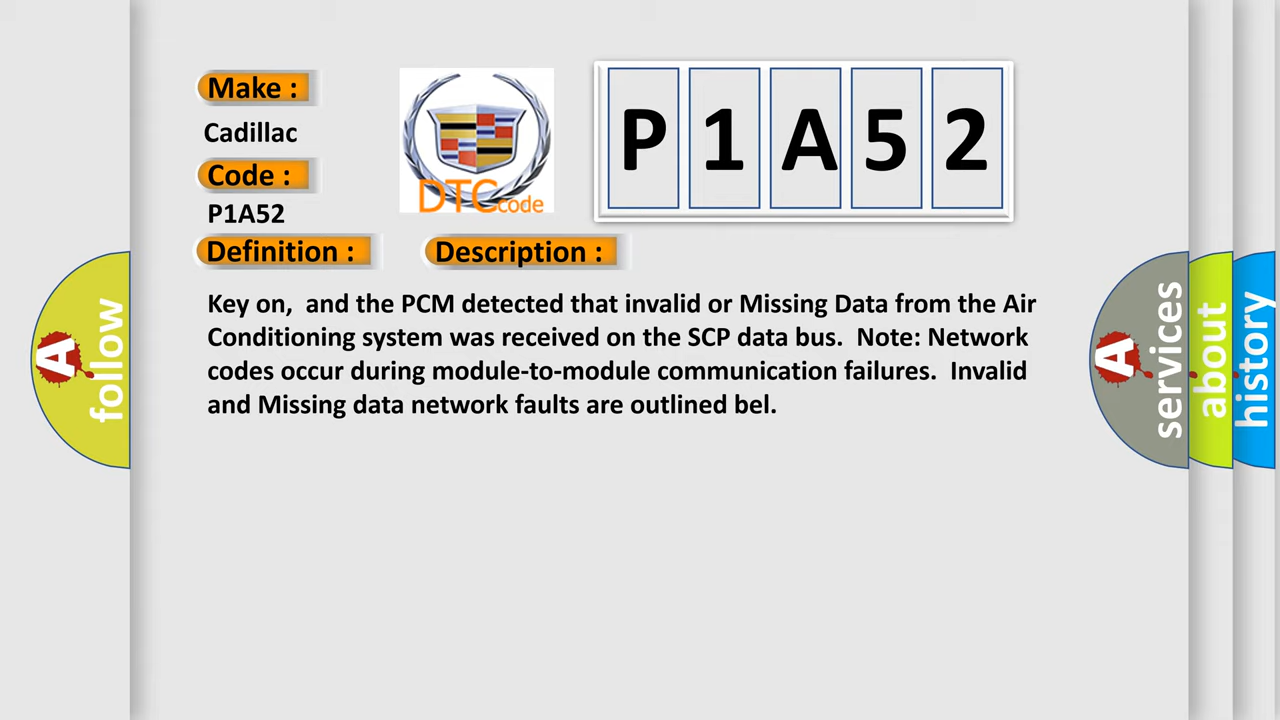 Make :
Cadillac
Code :
P1A52
DTC code
P 1 A 5 2
Definition :
Description :
Key on,  and the PCM detected that invalid or Missing Data from the Air
Conditioning system was received on the SCP data bus  Note: Network
codes occur during module-to-module communication failures  Invalid
and Missing data network faults are outlined bel.
A follow
A services
about
history